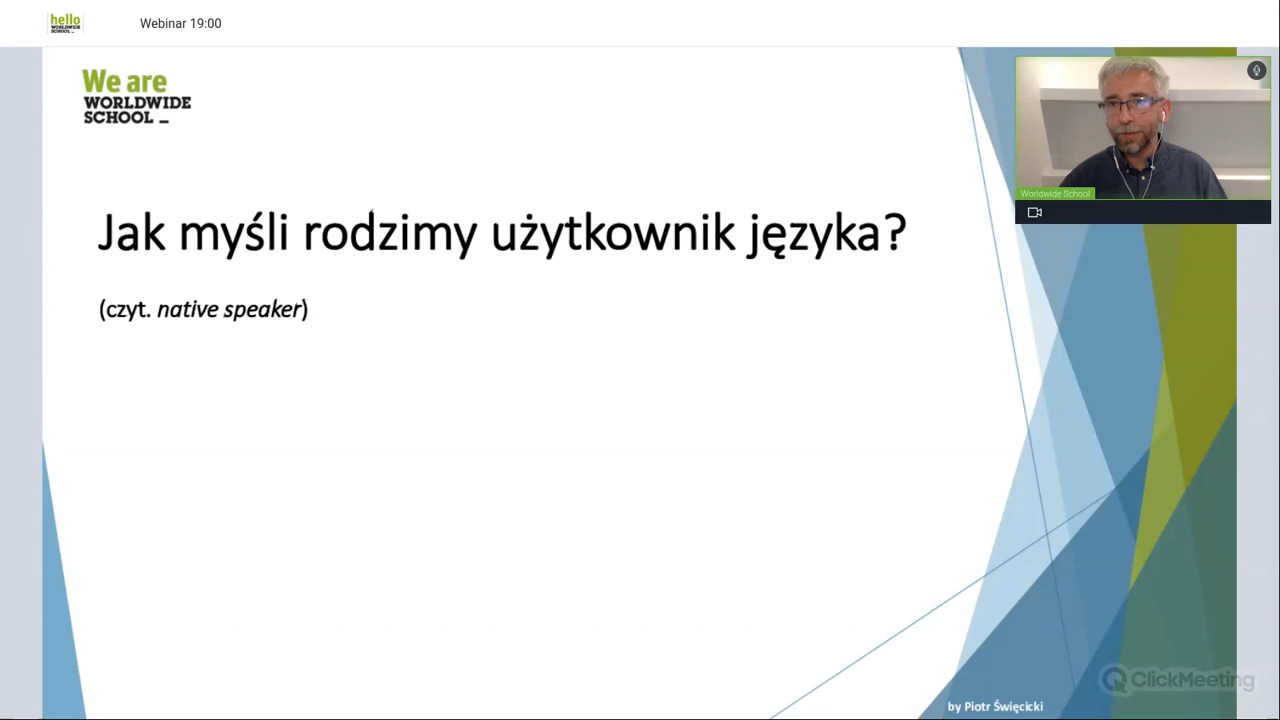 hello
WORLDWIDE
SCHOOL _
Webinar 19:00
We are
WORLDWIDE
SCHOOL _
Worldwide School
Jak myśli rodzimy użytkownik języka?
(czyt. native speaker)
ClickMeeting
by Piotr Święcicki